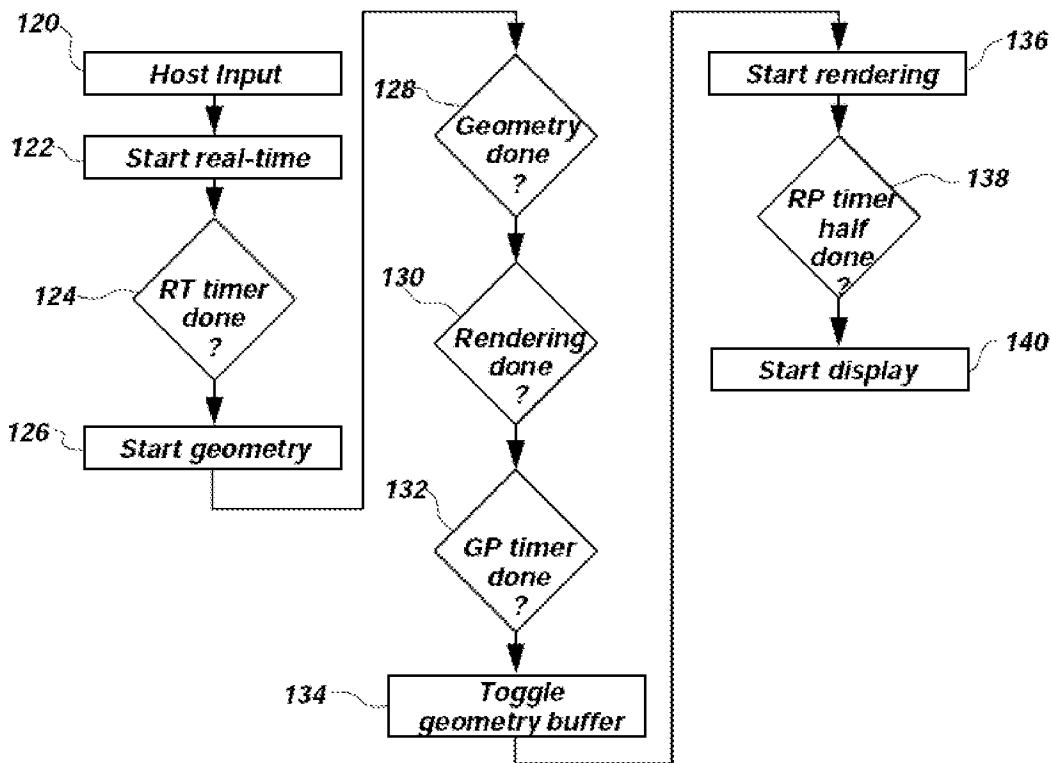 120
Host Input
122
Start real-time
124
RT timer
done
?
126
Start geometry
128
Geometry
done
?
130
Rendering
done
?
132
GP timer
done
?
134
Toggle
geometry buffer
136
Start rendering
138
RP timer
half
done
?
140
Start display